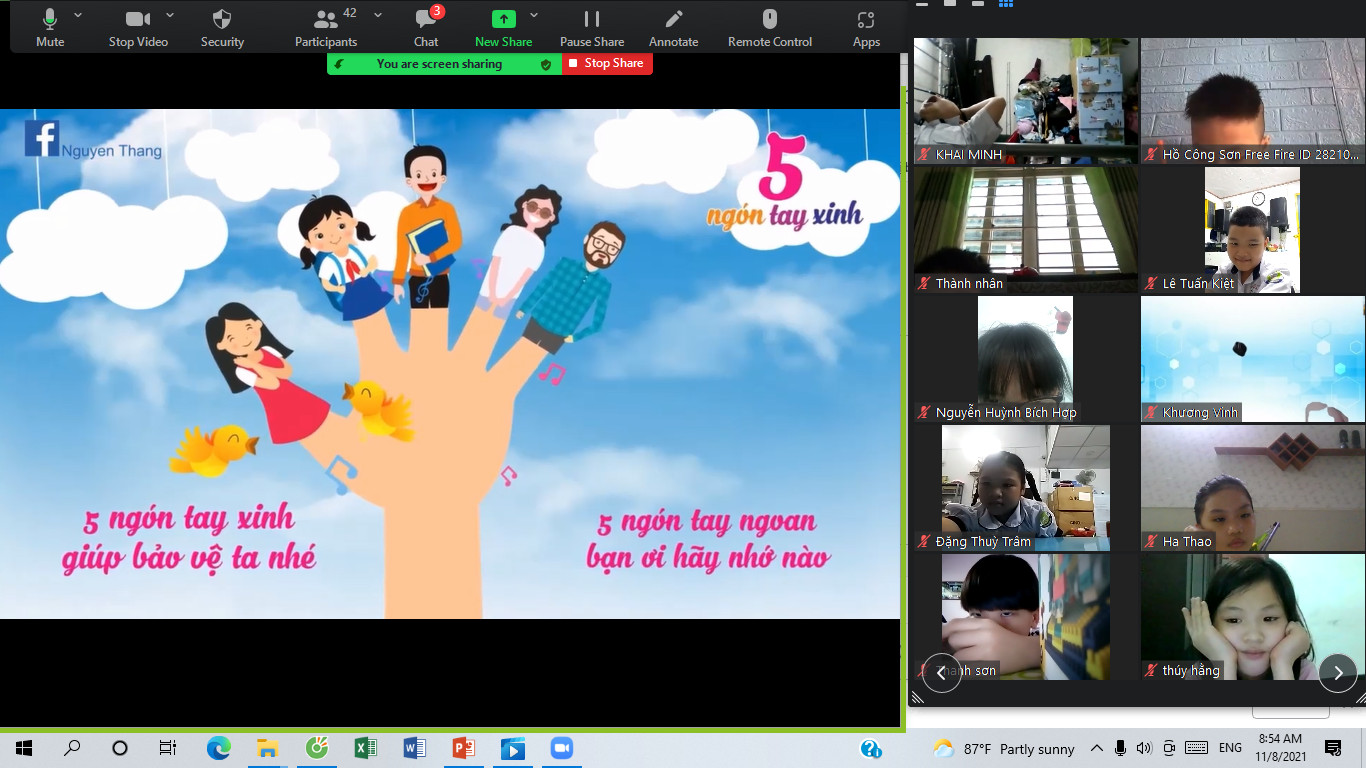 Mute
Stop Video
Security
Participants
42
Chat
3
New Share
Pause Share
Annotate
Remote Control
Apps
You are screen sharing
Stop Share
f Nguyen Thang
5
ngón tay xinh
5 ngón tay xinh
giúp bảo vệ ta nhé
5 ngón tay ngoan
bạn ơi hãy nhớ nào
KHAI MINH
Hồ Công Sơn Free Fire ID 28210...
Thành nhân
Lê Tuấn Kiệt
Nguyễn Huỳnh Bích Hợp
Khương Vinh
Đặng Thuỳ Trâm
Ha Thao
Thanh sơn
thúy hằng
87°F Partly sunny
ENG
8:54 AM
11/8/2021